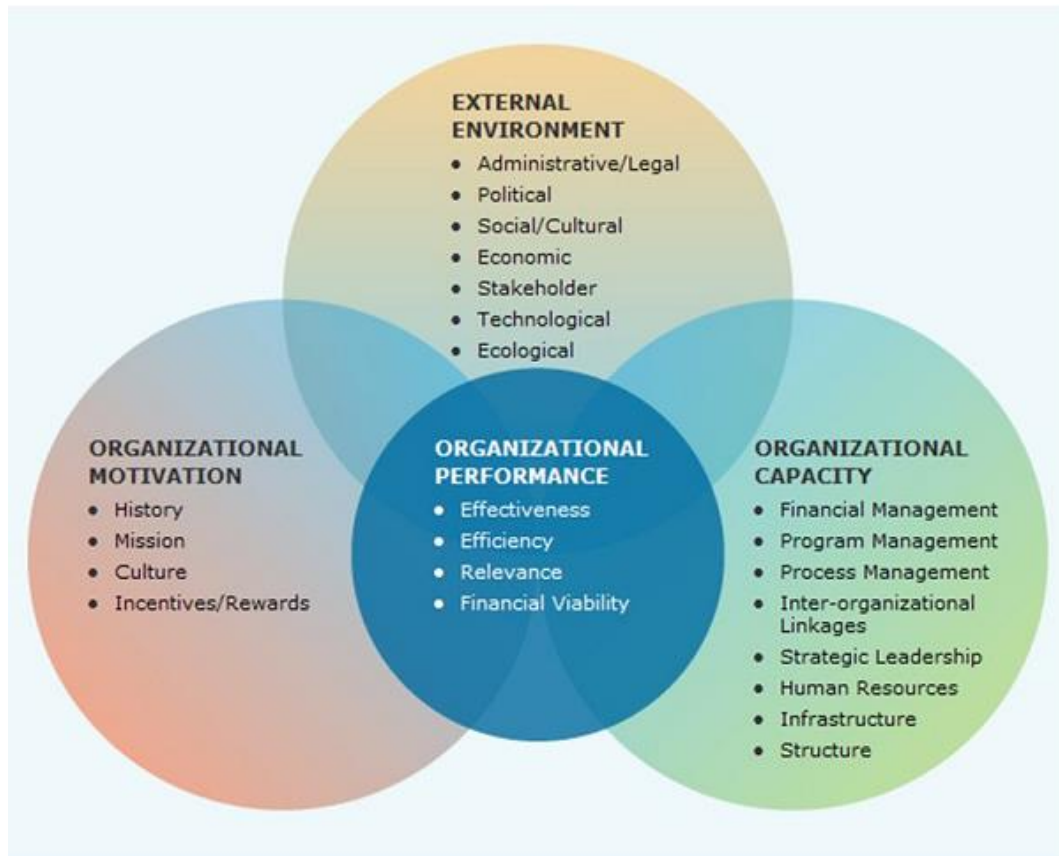 EXTERNAL
ENVIRONMENT
• Administrative/Legal
• Political
• Social/Cultural
• Economic
• Stakeholder
• Technological
• Ecological
ORGANIZATIONAL
MOTIVATION
• History
• Mission
• Culture
• Incentives/Rewards
ORGANIZATIONAL
PERFORMANCE
• Effectiveness
• Efficiency
• Relevance
• Financial Viability
ORGANIZATIONAL
CAPACITY
• Financial Management
• Program Management
• Process Management
• Inter-organizational
Linkages
• Strategic Leadership
• Human Resources
• Infrastructure
• Structure